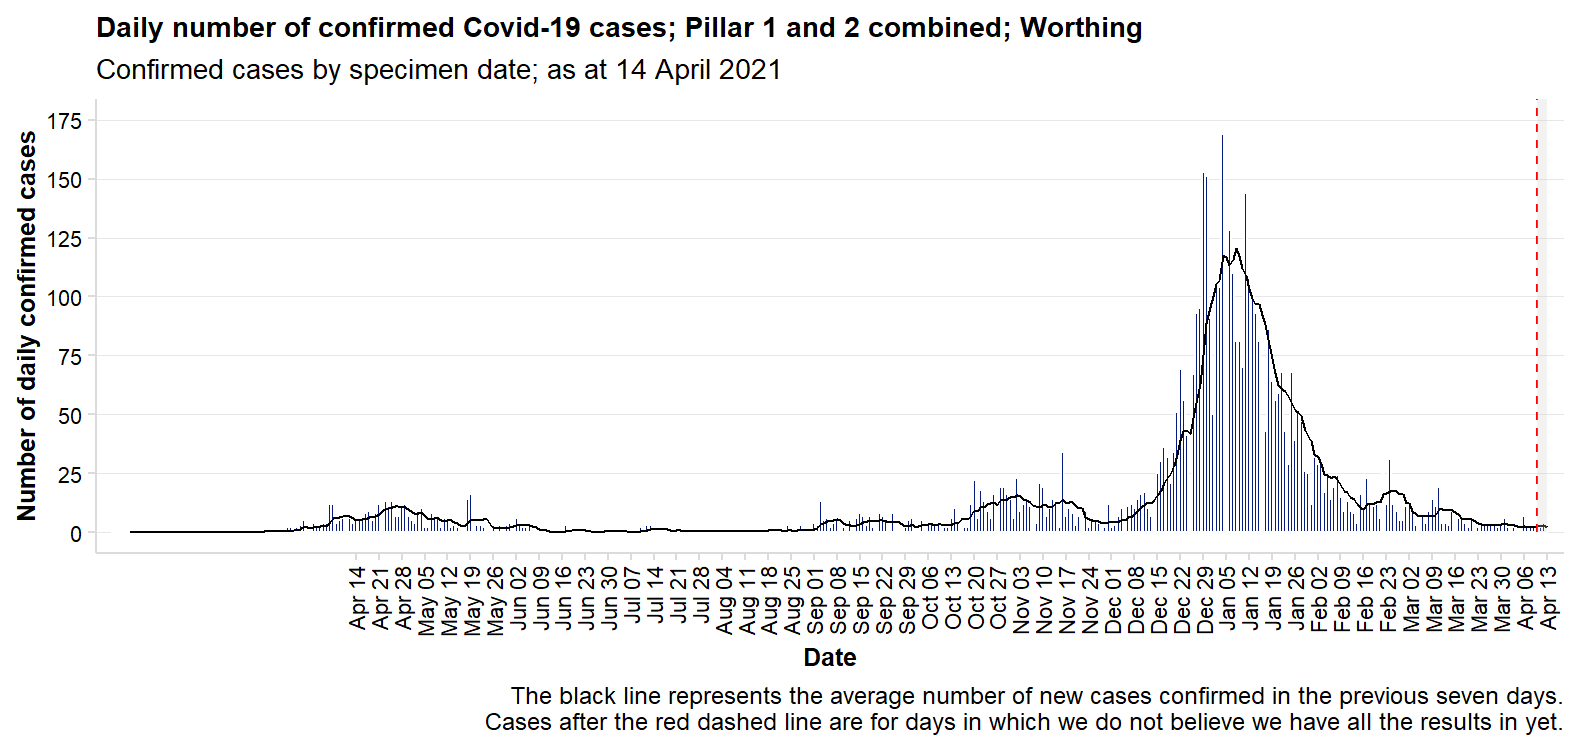 Daily number of confirmed Covid-19 cases; Pillar 1 and 2 combined; Worthing
Confirmed cases by specimen date; as at 14 April 2021
Number of daily confirmed cases
175
150
125
100
75
50
25
0
Apr 14
Apr 21
Apr 28
May 05
May 12
May 19
May 26
Jun 02
Jun 09
Jun 16
Jun 23
Jun 30
Jul 07
Jul 14
Jul 21
Jul 28
Aug 04
Aug 11
Aug 18
Aug 25
Sep 01
Sep 08
Sep 15
Sep 22
Sep 29
Oct 06
Oct 13
Oct 20
Oct 27
Nov 03
Nov 10
Nov 17
Nov 24
Dec 01
Dec 08
Dec 15
Dec 22
Dec 29
Jan 05
Jan 12
Jan 19
Jan 26
Feb 02
Feb 09
Feb 16
Feb 23
Mar 02
Mar 09
Mar 16
Mar 23
Mar 30
Apr 06
Apr 13
Date
The black line represents the average number of new cases confirmed in the previous seven days.
Cases after the red dashed line are for days in which we do not believe we have all the results in yet.